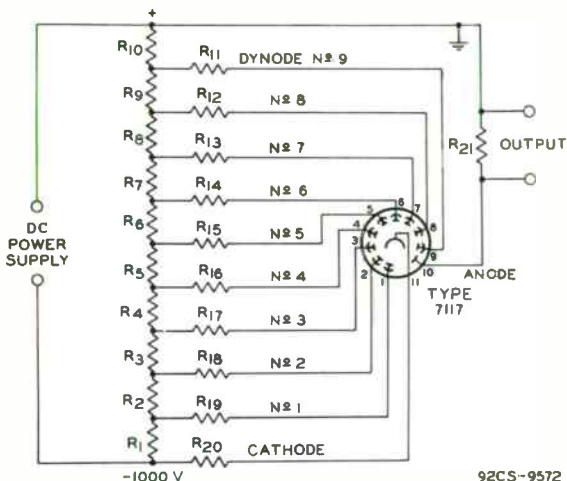 +
R10
R11 DYNODE Nº 9
R9
R12 Nº 8
R8
R13 Nº 7
R21 OUTPUT
R7
R14 Nº 6
R6
R15 Nº 5
DC
POWER
SUPPLY
R5
R16 Nº 4
R4
R17 Nº 3
R3
R18 Nº 2
R2
R19 Nº 1
R1
R20 CATHODE
-1000 V
1
2
3
4
5
6
7
8
9
10
11
ANODE
TYPE
7117
92CS-9572